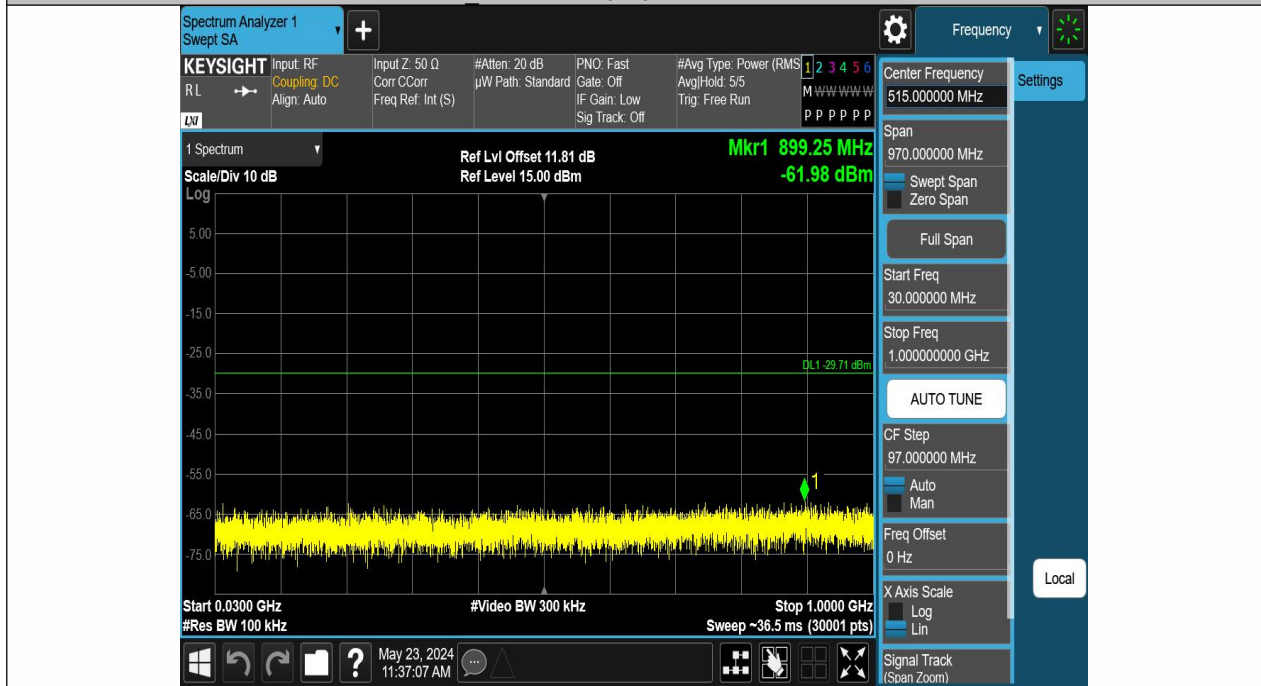 Spectrum Analyzer 1
Swept SA
+
Frequency
KEYSIGHT
RL
LXI
Input: RF
Coupling: DC
Align: Auto
Input Z: 50 Ω
Corr CCorr
Freq Ref: Int (S)
#Atten: 20 dB
µW Path: Standard
PNO: Fast
Gate: Off
IF Gain: Low
Sig Track: Off
#Avg Type: Power (RMS
Avg|Hold: 5/5
Trig: Free Run
1 2 3 4 5 6
M W W W W W
P P P P P P
1 Spectrum
Scale/Div 10 dB
Log
Ref Lvl Offset 11.81 dB
Ref Level 15.00 dBm
Mkr1 899.25 MHz
-61.98 dBm
5.00
-5.00
-15.0
-25.0
DL1 -29.71 dBm
-35.0
-45.0
-55.0
1
-65.0
-75.0
Start 0.0300 GHz
#Res BW 100 kHz
#Video BW 300 kHz
Stop 1.0000 GHz
Sweep ~36.5 ms (30001 pts)
Center Frequency
515.000000 MHz
Settings
Span
970.000000 MHz
Swept Span
Zero Span
Full Span
Start Freq
30.000000 MHz
Stop Freq
1.000000000 GHz
AUTO TUNE
CF Step
97.000000 MHz
Auto
Man
Freq Offset
0 Hz
X Axis Scale
Log
Lin
Signal Track
(Span Zoom)
Local
?
May 23, 2024
11:37:07 AM